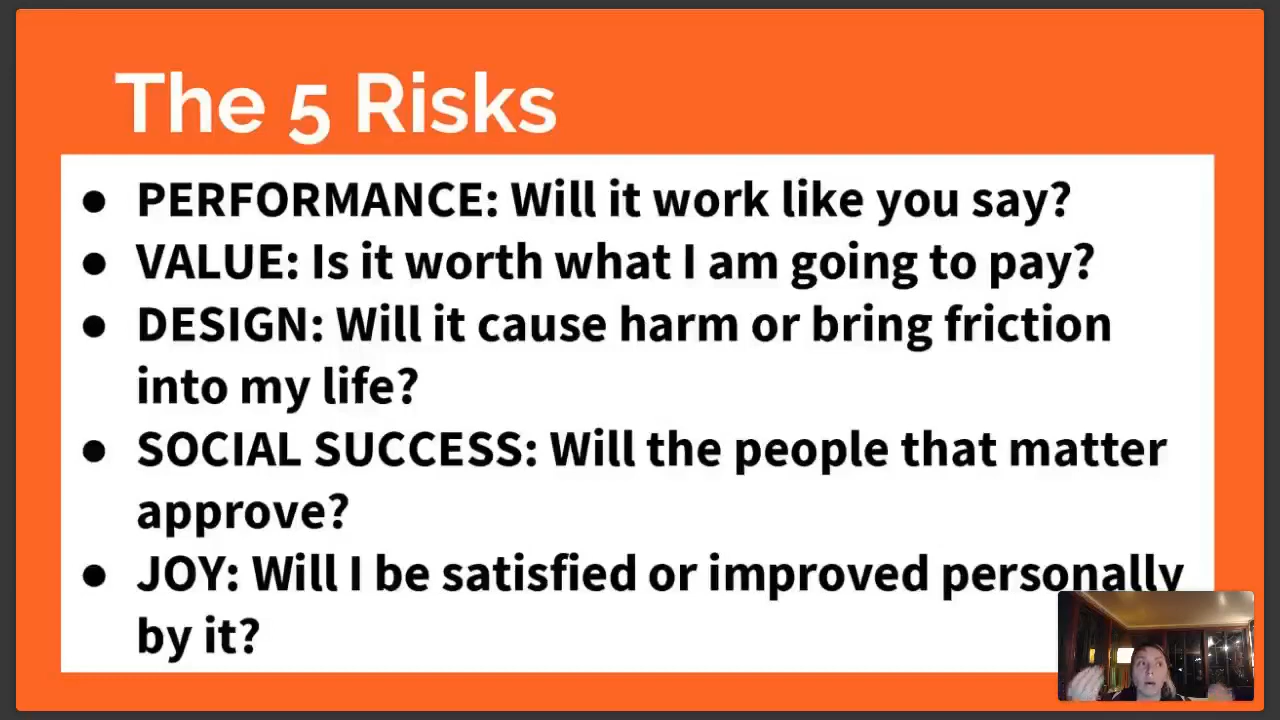 The 5 Risks
● PERFORMANCE: Will it work like you say?
● VALUE: Is it worth what I am going to pay?
● DESIGN: Will it cause harm or bring friction
into my life?
● SOCIAL SUCCESS: Will the people that matter
approve?
● JOY: Will I be satisfied or improved personally
by it?